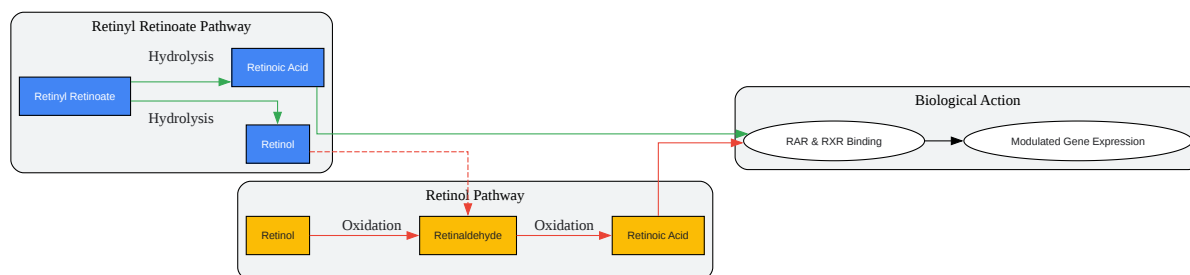 Retinyl Retinoate Pathway
Hydrolysis
Retinoic Acid
Retinyl Retinoate
Hydrolysis
Retinol
Biological Action
RAR & RXR Binding
Modulated Gene Expression
Retinol Pathway
Retinol
Oxidation
Retinaldehyde
Oxidation
Retinoic Acid